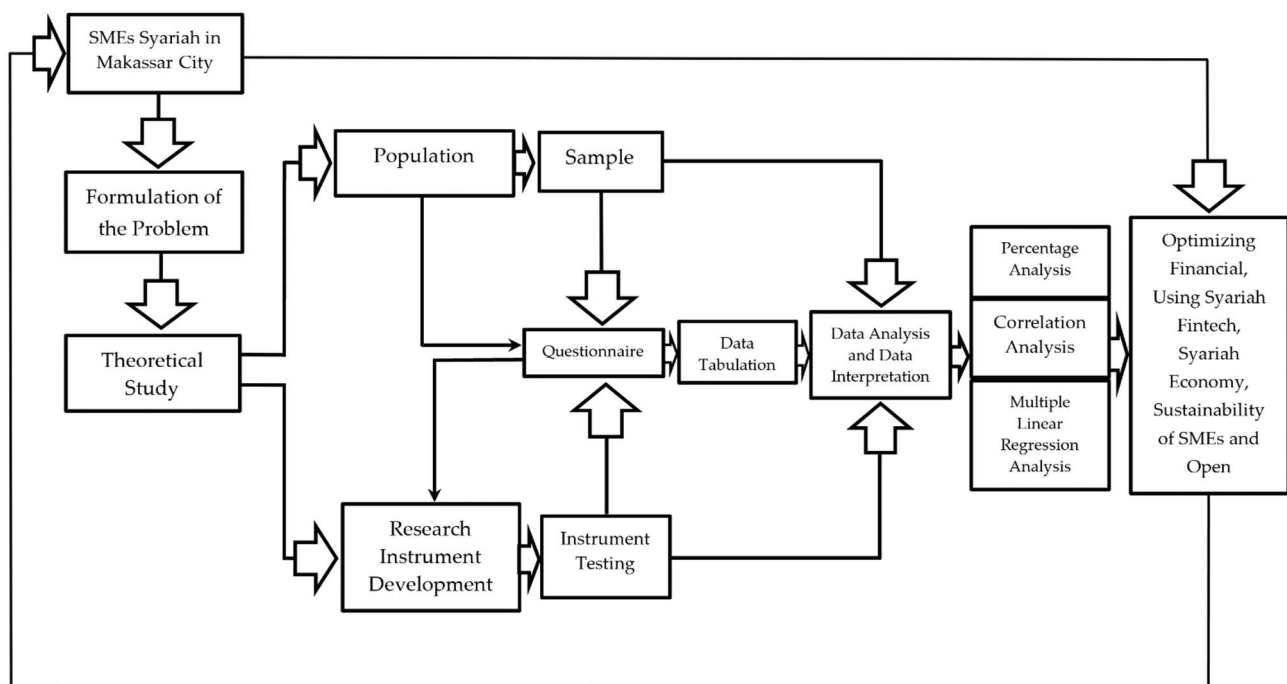 SMEs Syariah in
Makassar City
Formulation of
the Problem
Theoretical
Study
Population
Sample
Questionnaire
Data
Tabulation
Data Analysis
and Data
Interpretation
Research
Instrument
Development
Instrument
Testing
Percentage
Analysis
Correlation
Analysis
Multiple
Linear
Regression
Analysis
Optimizing
Financial,
Using Syariah
Fintech,
Syariah
Economy,
Sustainability
of SMEs and
Open